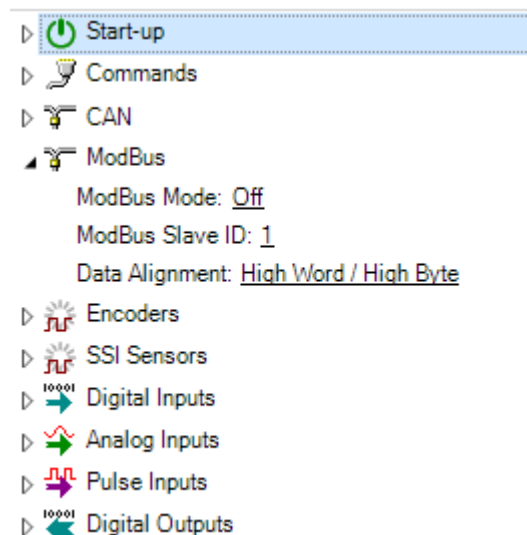 Start-up
Commands
CAN
ModBus
ModBus Mode: Off
ModBus Slave ID: 1
Data Alignment: High Word / High Byte
Encoders
SSI Sensors
Digital Inputs
Analog Inputs
Pulse Inputs
Digital Outputs